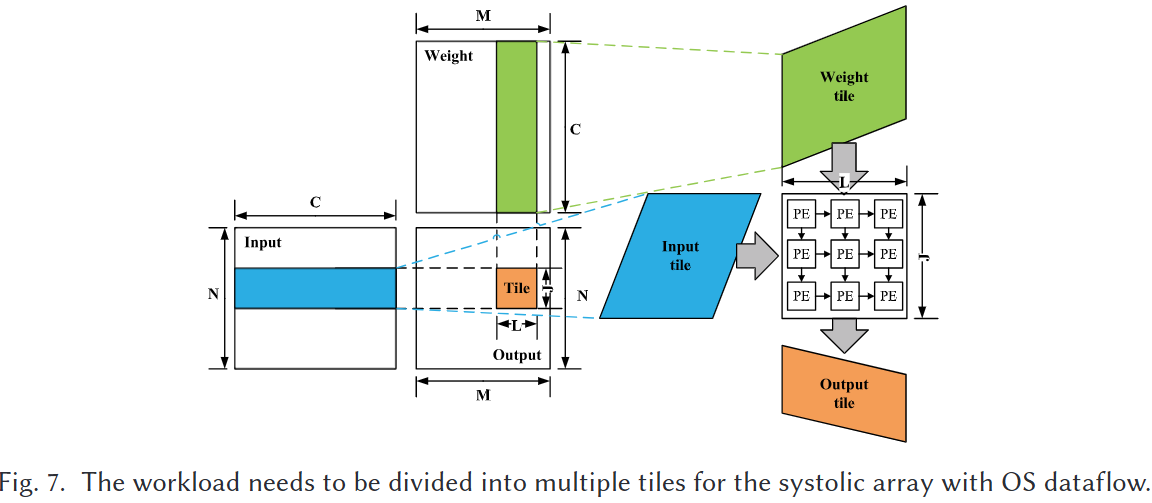 M
Weight
C
Weight
tile
L
C
Input
N
Tile
J
L
Output
N
M
Input
tile
PE PE PE
PE PE PE
PE PE PE
J
Output
tile
Fig. 7. The workload needs to be divided into multiple tiles for the systolic array with OS dataflow.